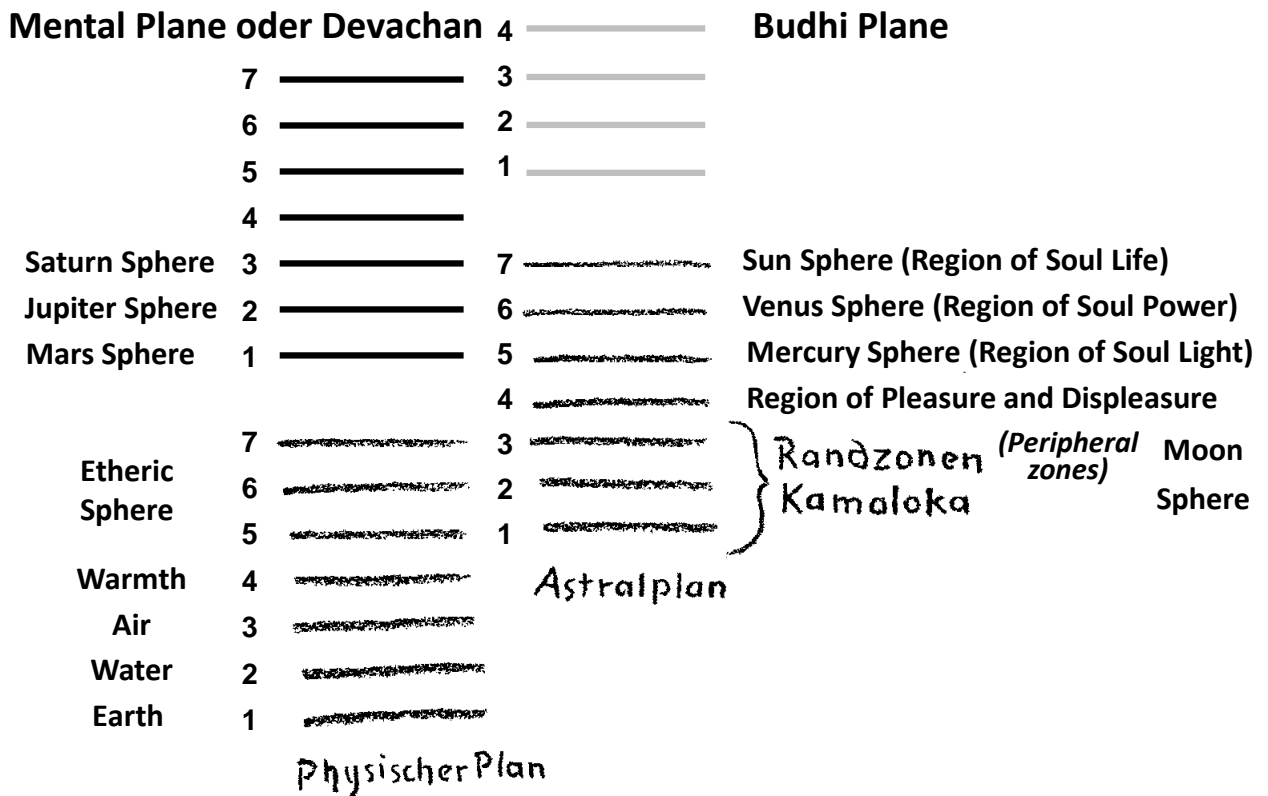 Mental Plane oder Devachan 4 Budhi Plane
7 3
6 2
5 1
4
Saturn Sphere 3 7 Sun Sphere (Region of Soul Life)
Jupiter Sphere 2 6 Venus Sphere (Region of Soul Power)
Mars Sphere 1 5 Mercury Sphere (Region of Soul Light)
4 Region of Pleasure and Displeasure
7 3 Randzonen (Peripheral zones) Moon
Etheric Sphere 6 2 Kamaloka Sphere
5 1
Warmth 4 Astralplan
Air 3
Water 2
Earth 1
Physischer Plan